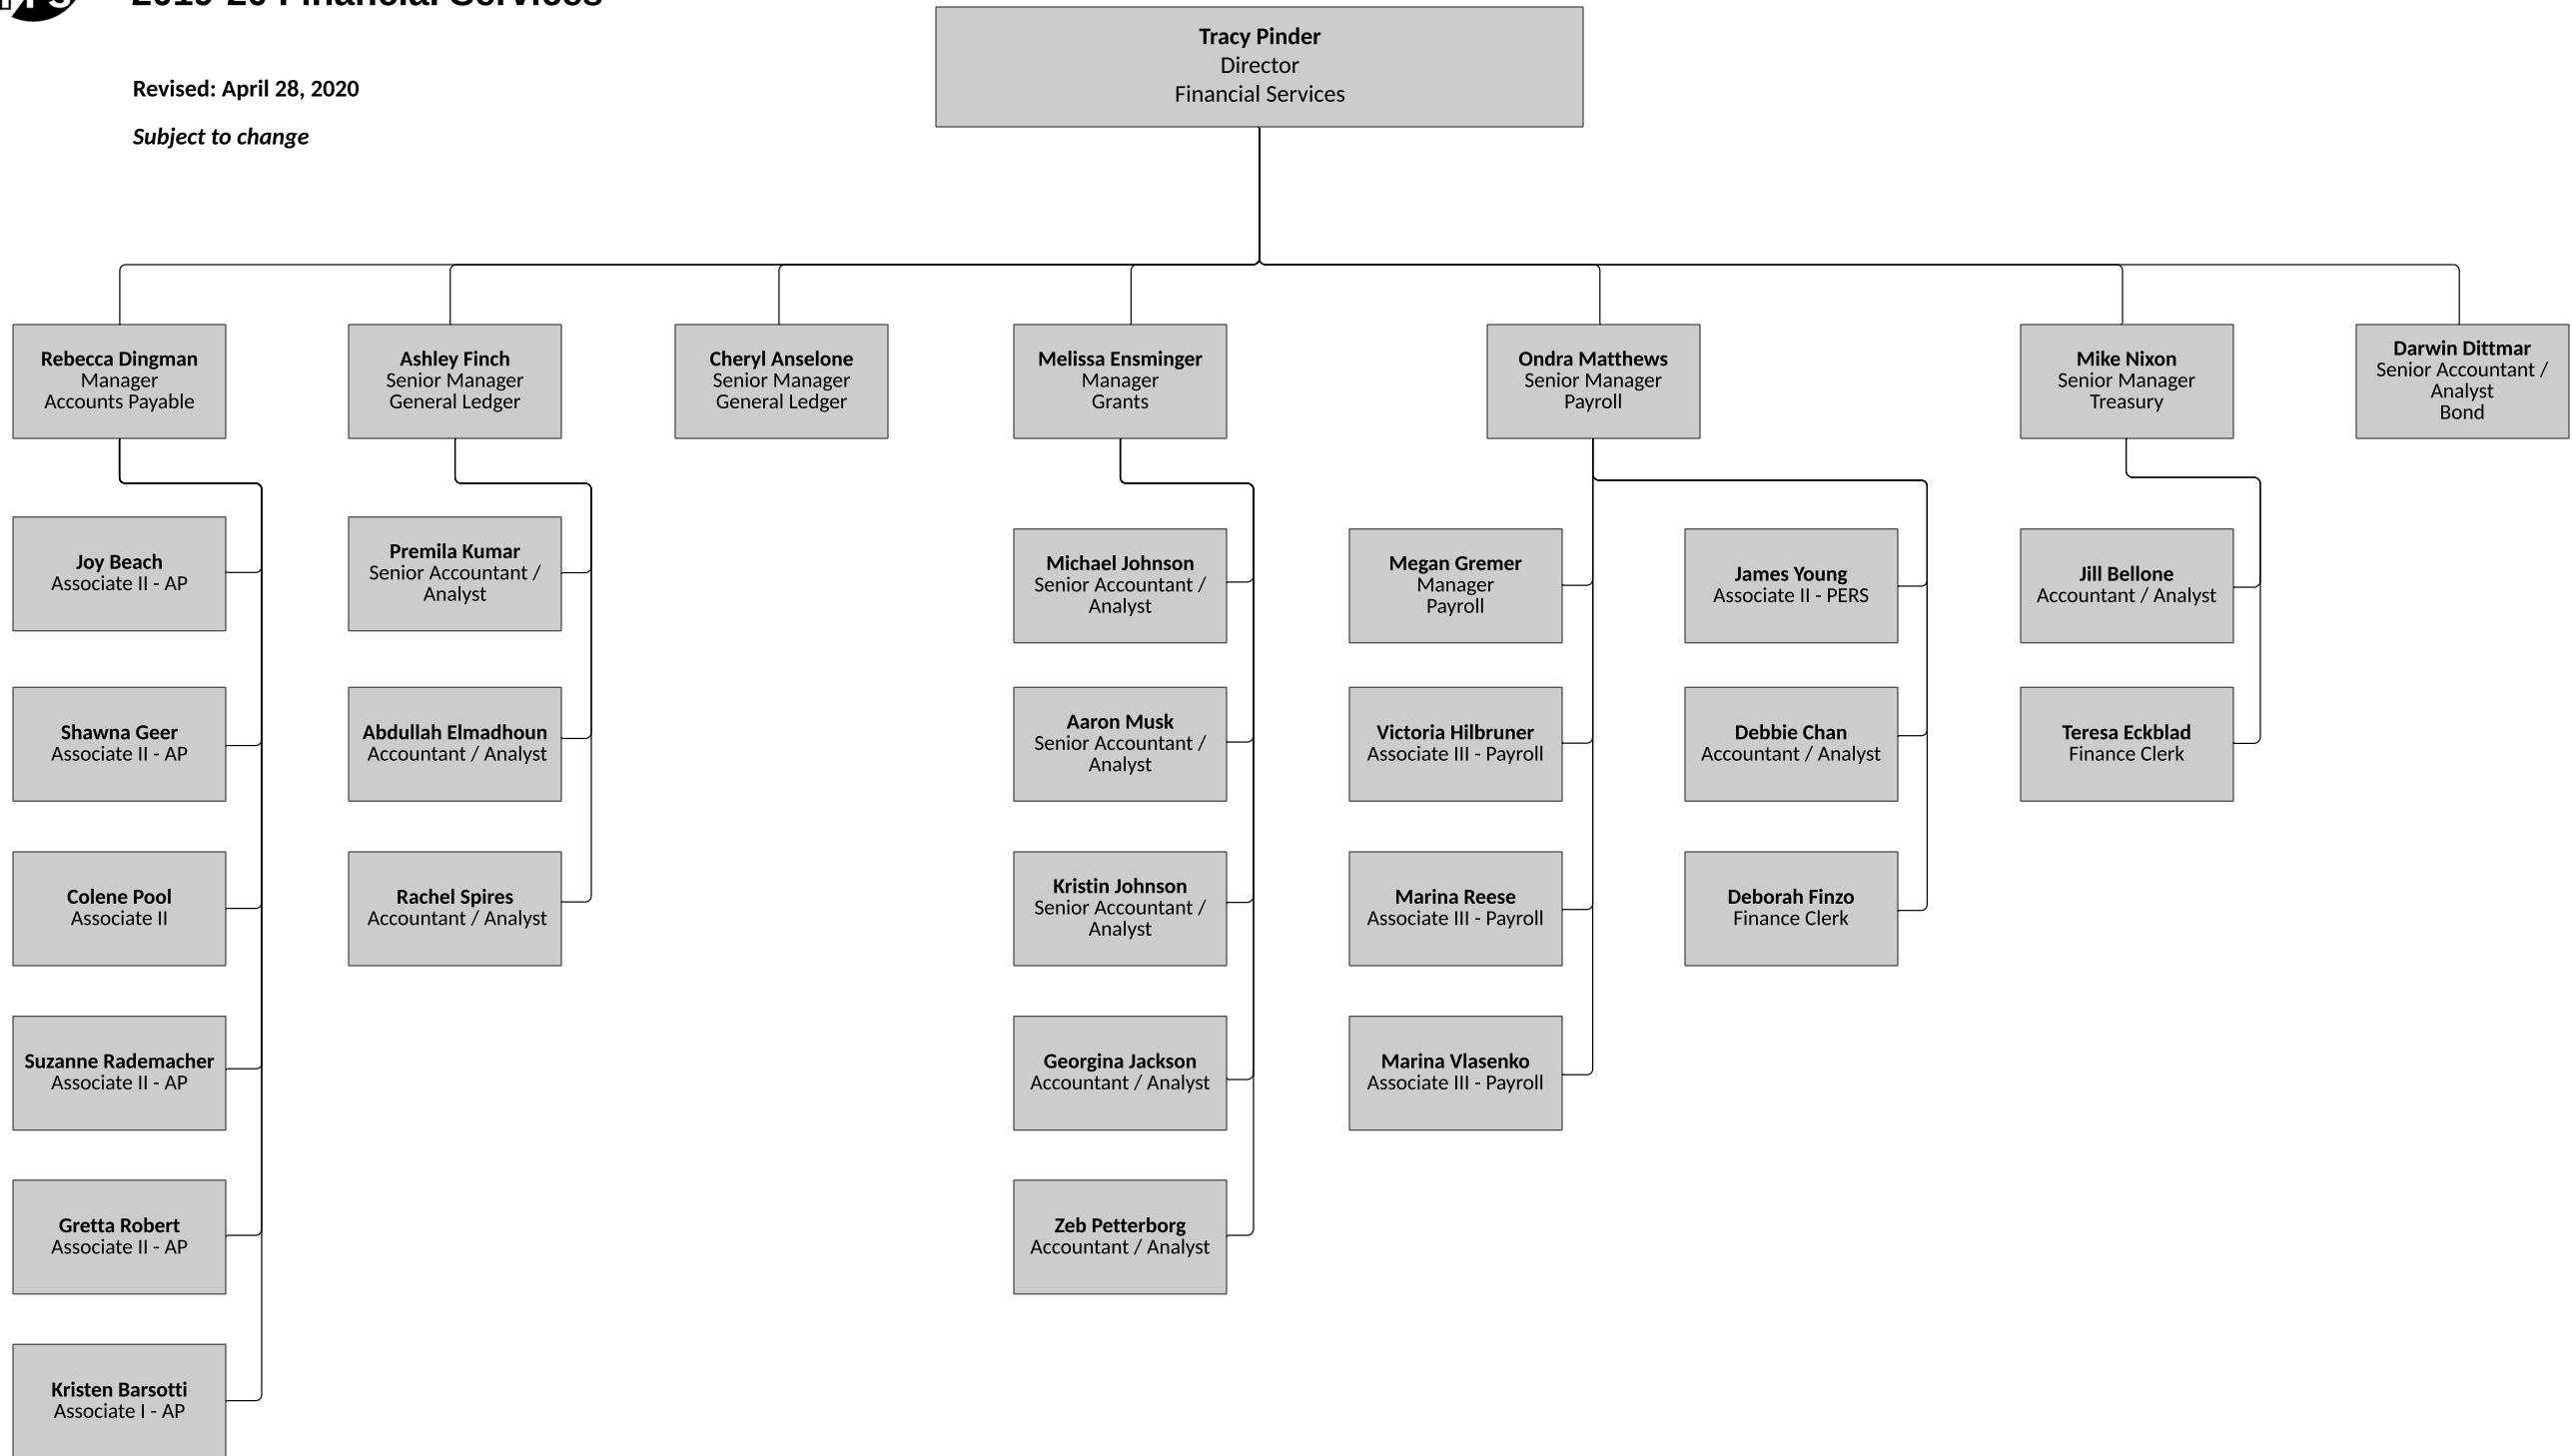 2019-20 Financial Services
Revised: April 28, 2020
Subject to change
Tracy Pinder
Director
Financial Services
Rebecca Dingman
Manager
Accounts Payable
Ashley Finch
Senior Manager
General Ledger
Cheryl Anselone
Senior Manager
General Ledger
Melissa Ensminger
Manager
Grants
Ondra Matthews
Senior Manager
Payroll
Mike Nixon
Senior Manager
Treasury
Darwin Dittmar
Senior Accountant /
Analyst
Bond
Joy Beach
Associate II - AP
Shawna Geer
Associate II - AP
Colene Pool
Associate II
Suzanne Rademacher
Associate II - AP
Gretta Robert
Associate II - AP
Kristen Barsotti
Associate I - AP
Premila Kumar
Senior Accountant /
Analyst
Abdullah Elmadhoun
Accountant / Analyst
Rachel Spires
Accountant / Analyst
Michael Johnson
Senior Accountant /
Analyst
Aaron Musk
Senior Accountant /
Analyst
Kristin Johnson
Senior Accountant /
Analyst
Georgina Jackson
Accountant / Analyst
Zeb Petterborg
Accountant / Analyst
Megan Gremer
Manager
Payroll
Victoria Hilbruner
Associate III - Payroll
Marina Reese
Associate III - Payroll
Marina Vlasenko
Associate III - Payroll
James Young
Associate II - PERS
Debbie Chan
Accountant / Analyst
Deborah Finzo
Finance Clerk
Jill Bellone
Accountant / Analyst
Teresa Eckblad
Finance Clerk